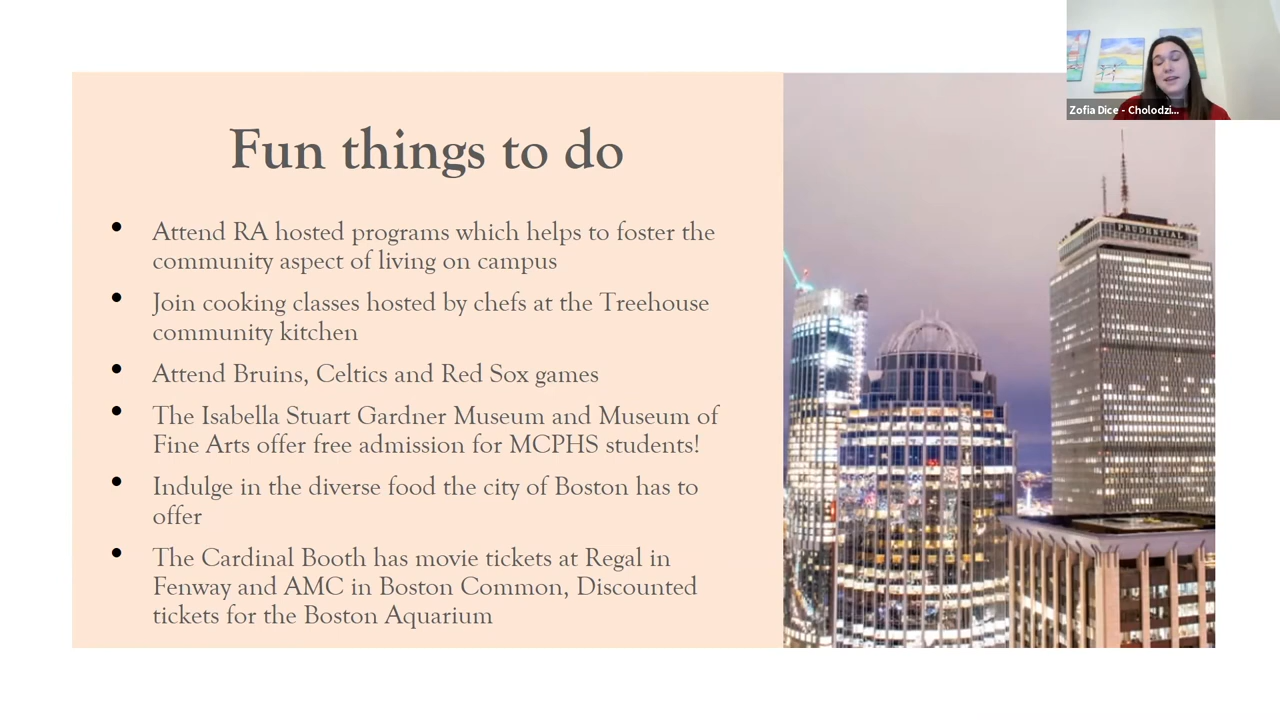 Zofia Dice - Cholodzi...
Fun things to do
PRUDENTIAL
• Attend RA hosted programs which helps to foster the
community aspect of living on campus
• Join cooking classes hosted by chefs at the Treehouse
community kitchen
• Attend Bruins, Celtics and Red Sox games
• The Isabella Stuart Gardner Museum and Museum of
Fine Arts offer free admission for MCPHS students!
• Indulge in the diverse food the city of Boston has to
offer
• The Cardinal Booth has movie tickets at Regal in
Fenway and AMC in Boston Common, Discounted
tickets for the Boston Aquarium